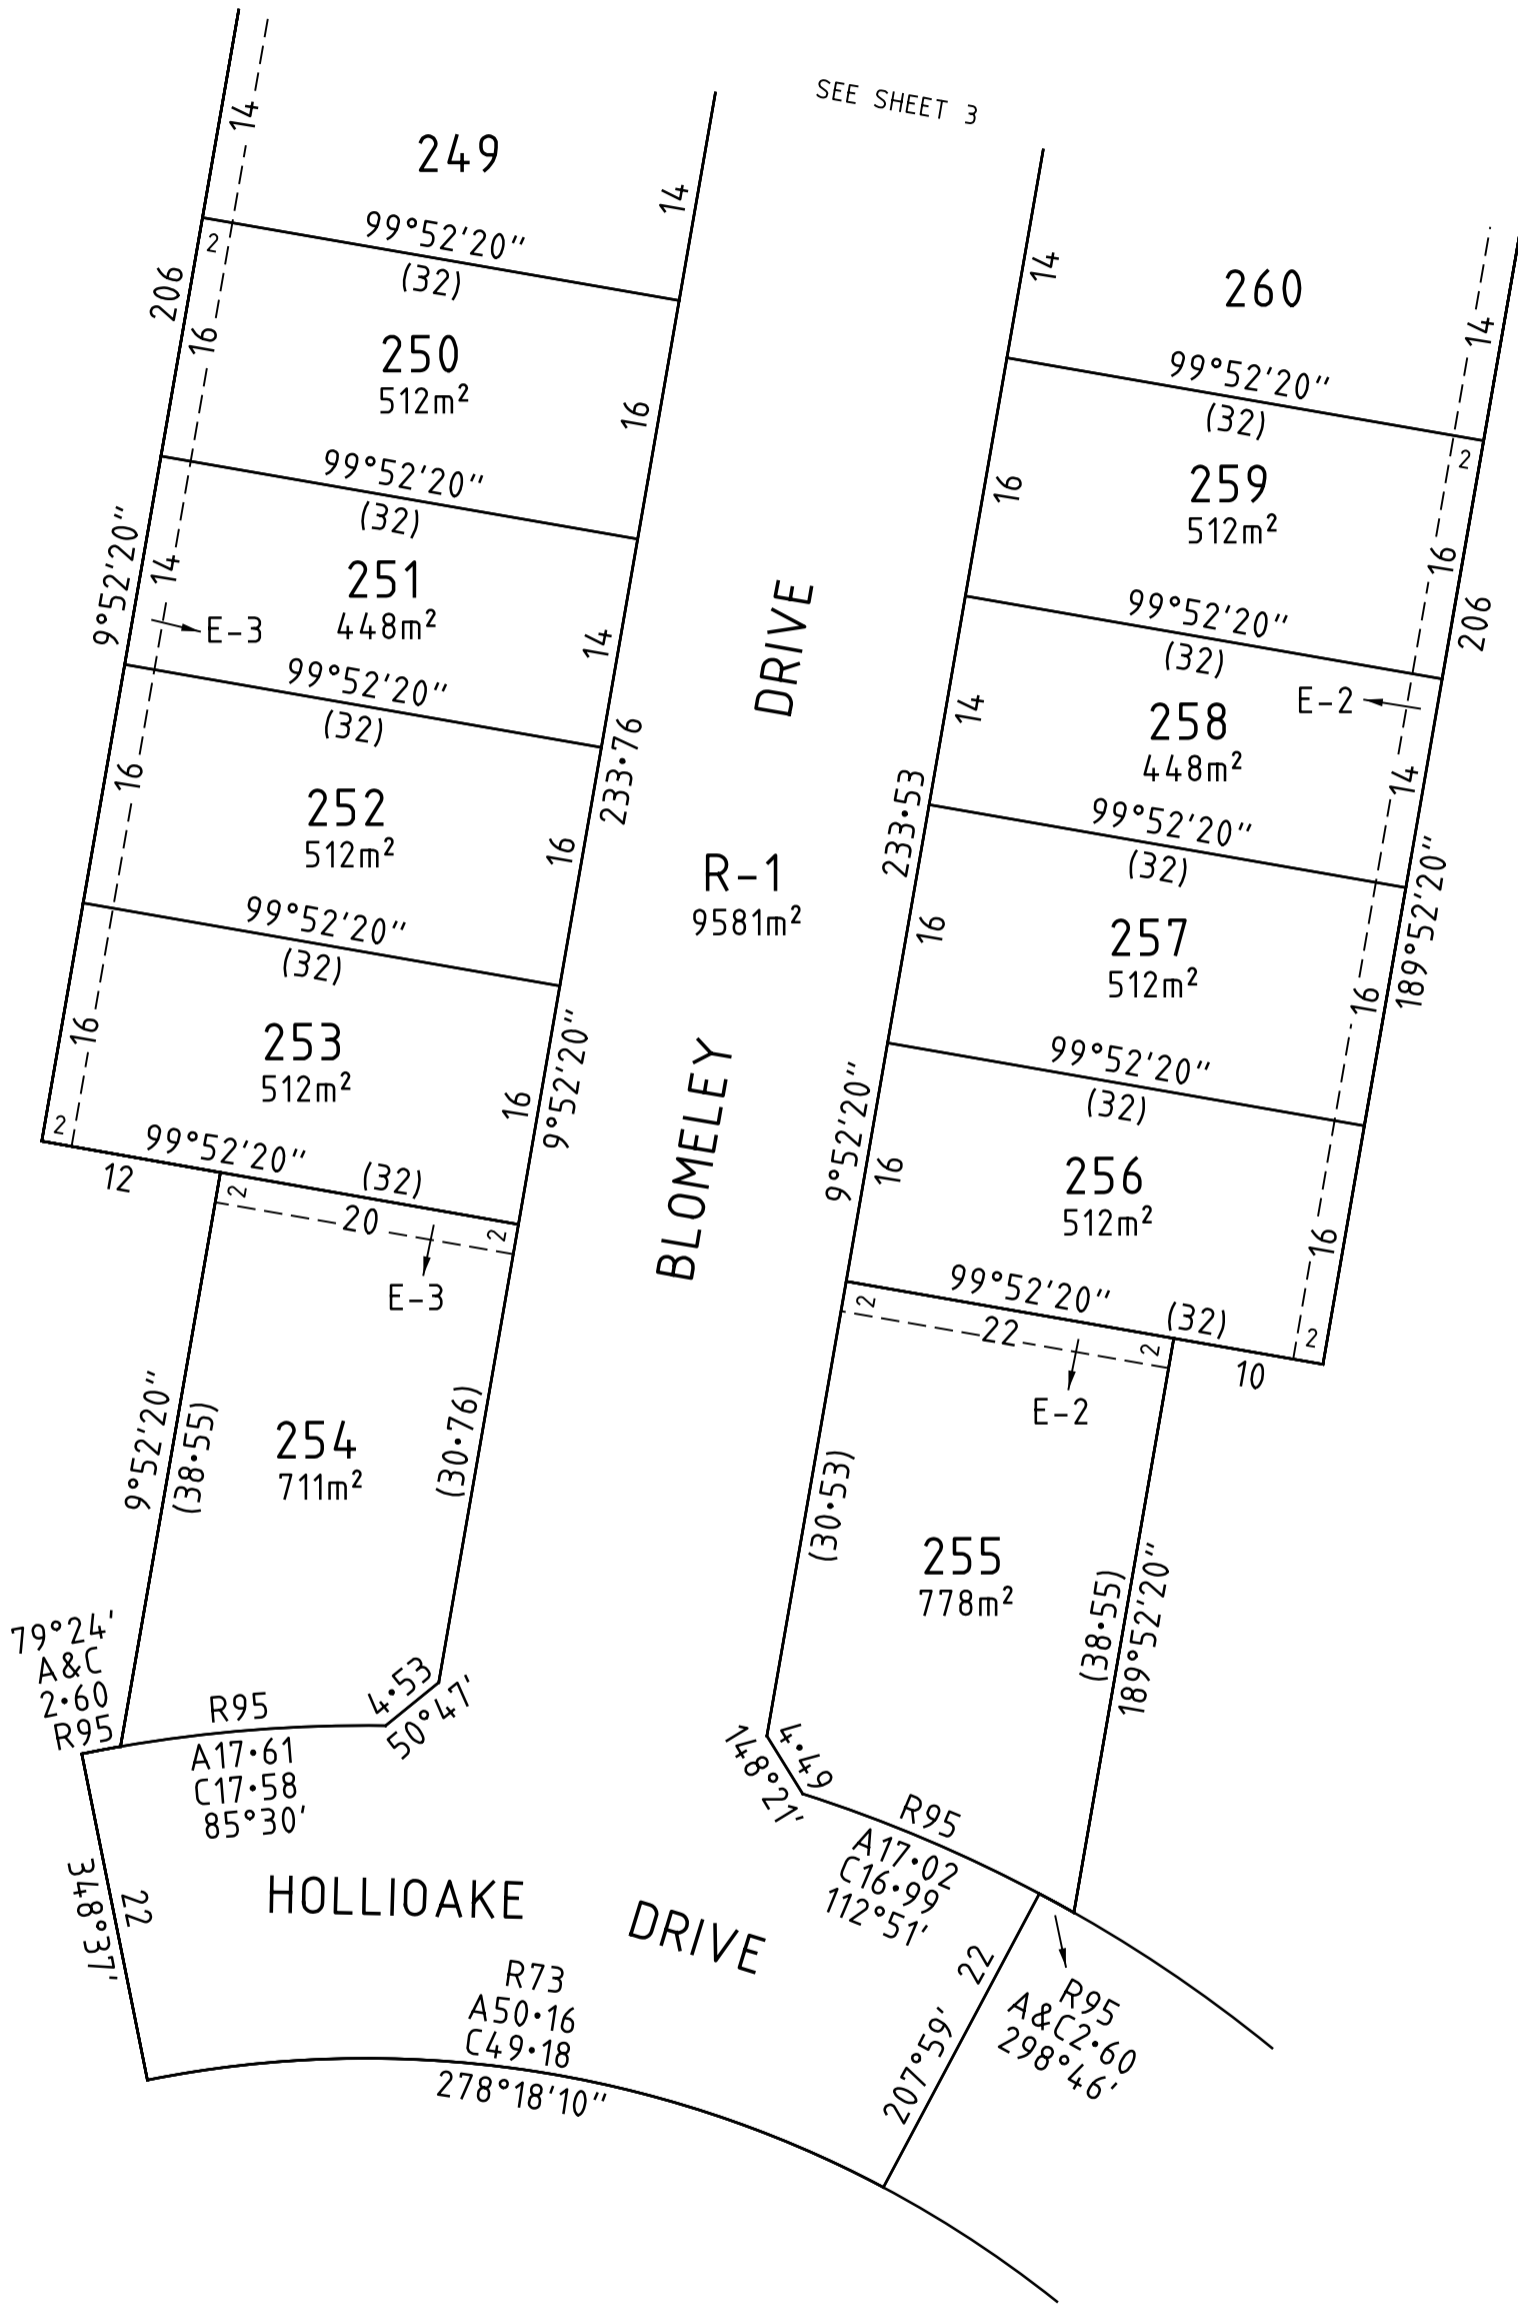 SEE SHEET 3
14
249
14
99°52'20"
(32)
2
206
16
250
512m²
16
99°52'20"
(32)
9°52'20"
14
251
448m²
14
E-3
99°52'20"
(32)
16
252
512m²
16
233·76
99°52'20"
(32)
16
253
512m²
16
9°52'20"
2
99°52'20"
(32)
12
2
20
2
E-3
9°52'20"
(38·55)
254
711m²
(30·76)
79°24'
A&C
2·60
R95
R95
A17·61
C17·58
85°30'
4·53
50°47'
DRIVE
R-1
9581m²
BLOMELEY
14
260
14
99°52'20"
(32)
2
16
259
512m²
16
206
99°52'20"
(32)
E-2
14
258
448m²
14
233·53
99°52'20"
(32)
189°52'20"
16
257
512m²
16
99°52'20"
(32)
9°52'20"
16
256
512m²
16
99°52'20"
(32)
2
10
2
22
2
E-2
(30·53)
255
778m²
(38·55)
189°52'20"
4·49
148°21'
R95
A17·02
C16·99
112°51'
348°37'
22
HOLLIOAKE
DRIVE
R73
A50·16
C49·18
278°18'10"
22
207°59'
R95
A&C2·60
298°46'